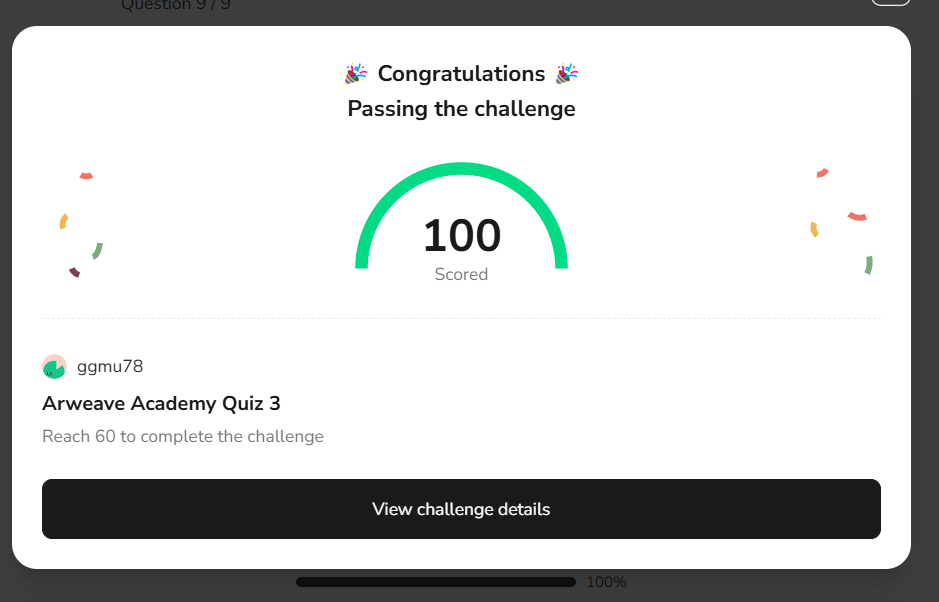 Question 9 / 9
🎉 Congratulations 🎉
Passing the challenge
100
Scored
ggmu78
Arweave Academy Quiz 3
Reach 60 to complete the challenge
View challenge details
100%